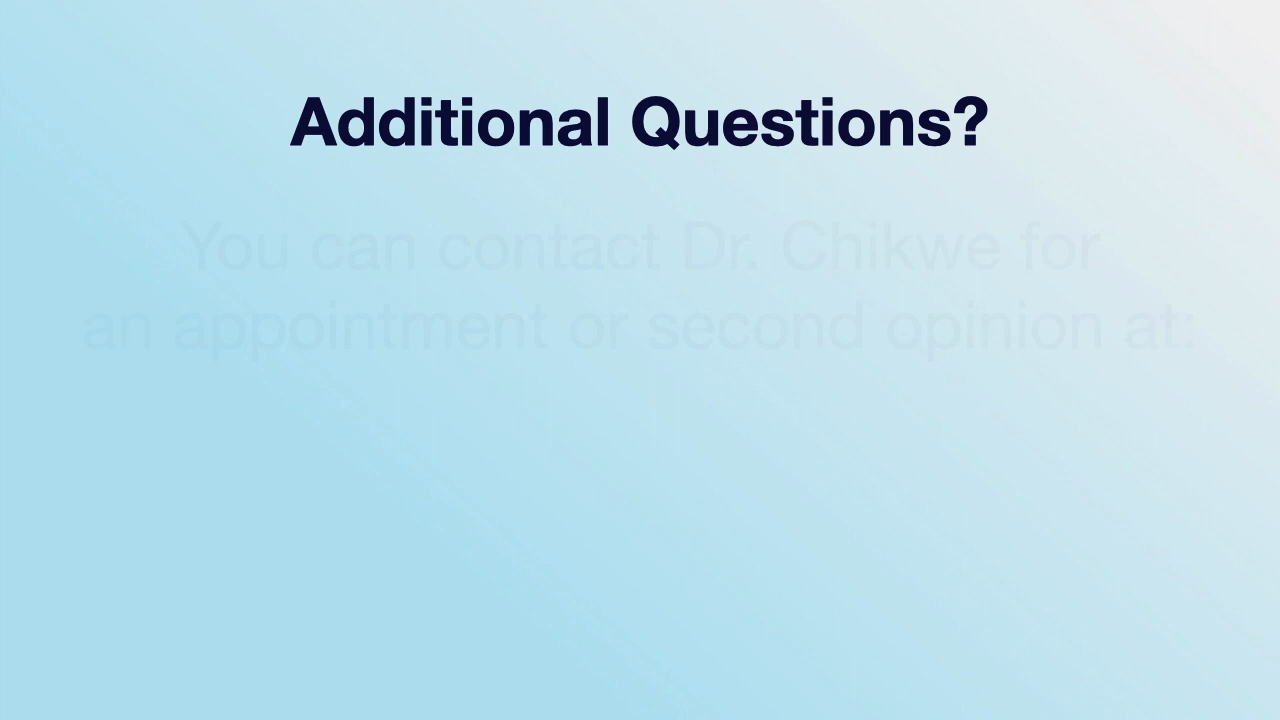 Additional Questions?
You can contact Dr. Chikwe for
an appointment or second opinion at: